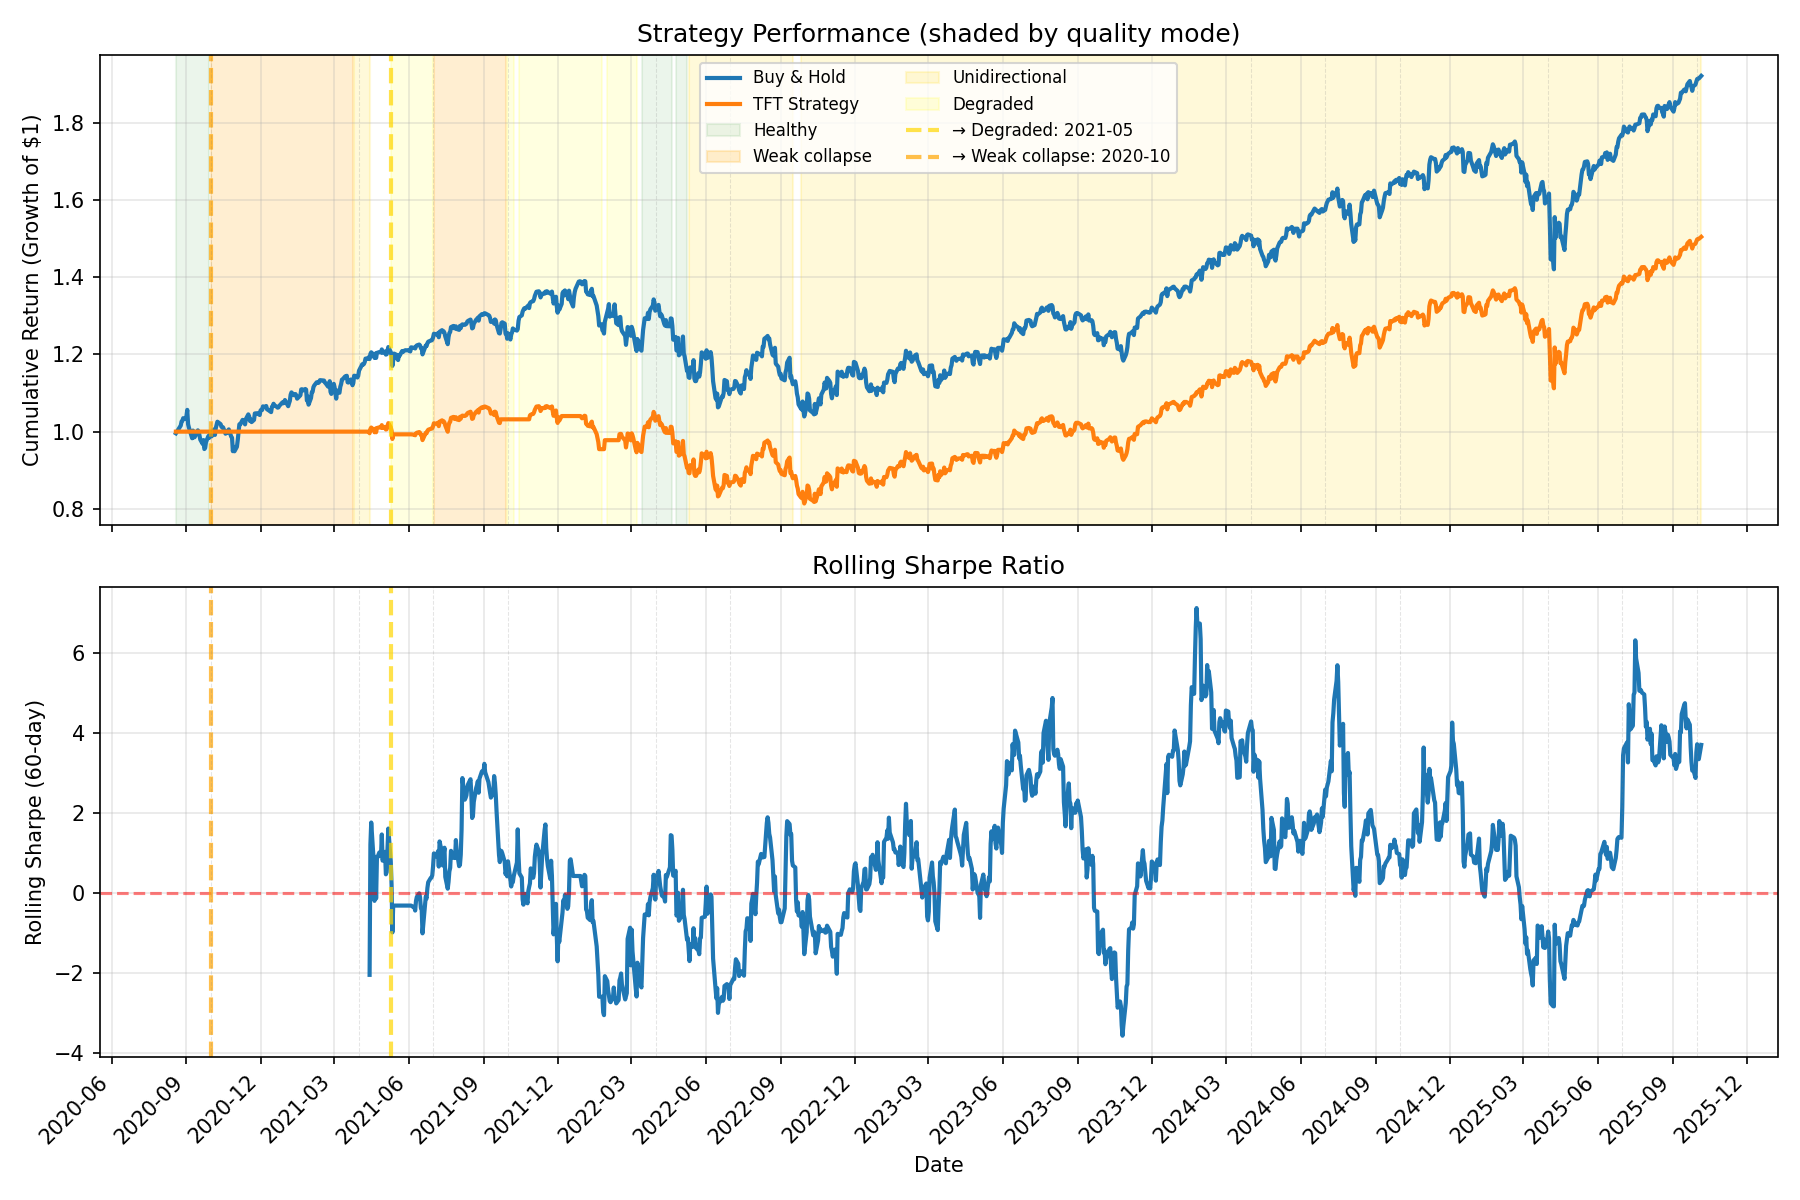 Strategy Performance (shaded by quality mode)
Cumulative Return (Growth of $1)
1.8
1.6
1.4
1.2
1.0
0.8
Buy & Hold
TFT Strategy
Healthy
Weak collapse
Unidirectional
Degraded
→ Degraded: 2021-05
→ Weak collapse: 2020-10
Rolling Sharpe Ratio
Rolling Sharpe (60-day)
6
4
2
0
−2
−4
2020-06
2020-09
2020-12
2021-03
2021-06
2021-09
2021-12
2022-03
2022-06
2022-09
2022-12
2023-03
2023-06
2023-09
2023-12
2024-03
2024-06
2024-09
2024-12
2025-03
2025-06
2025-09
2025-12
Date